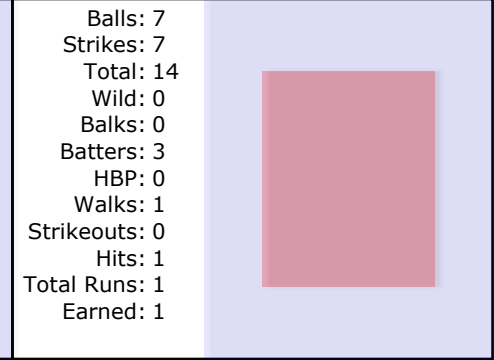 Balls: 7
Strikes: 7
Total: 14
Wild: 0
Balks: 0
Batters: 3
HBP: 0
Walks: 1
Strikeouts: 0
Hits: 1
Total Runs: 1
Earned: 1